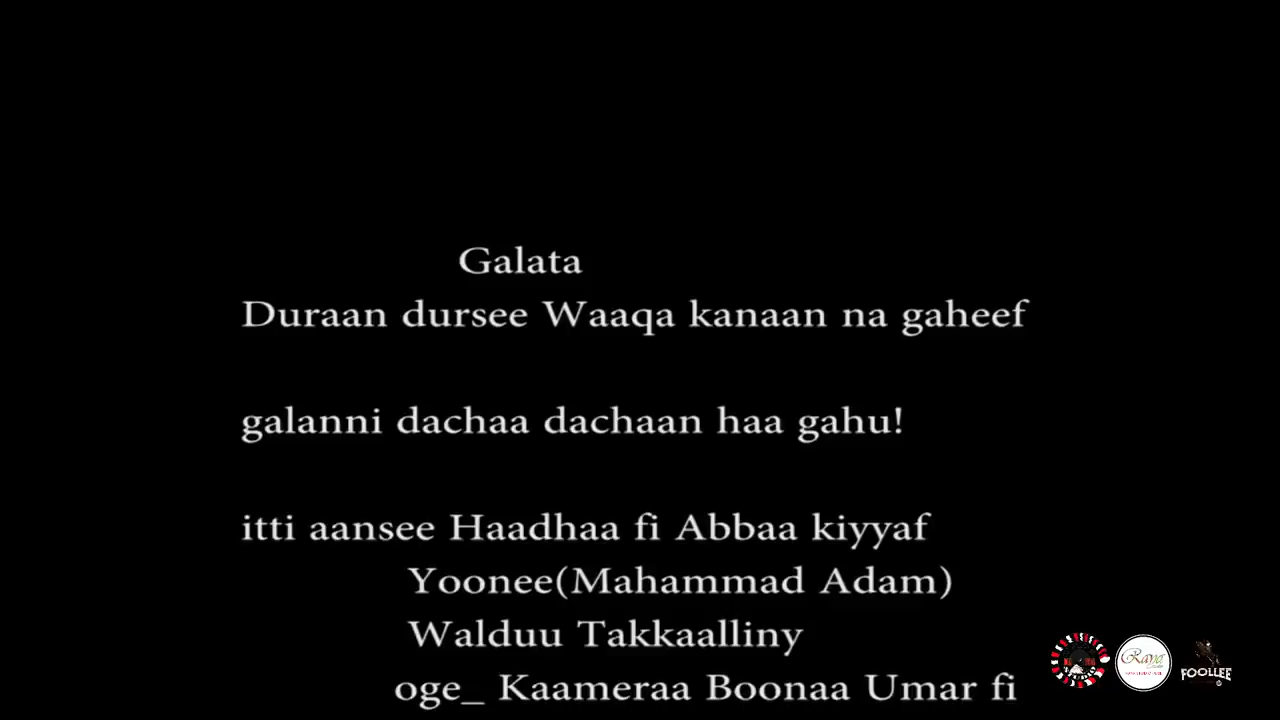 Galata
Duraan dursee Waaqa kanaan na gaheef
galanni dachaa dachaan haa gahu!
itti aansee Haadhaa fi Abbaa kiyyaf
Yoonee(Mahammad Adam)
Walduu Takkaalliny
oge_ Kaameraa Boonaa Umar fi
Raya
FOOLLEE